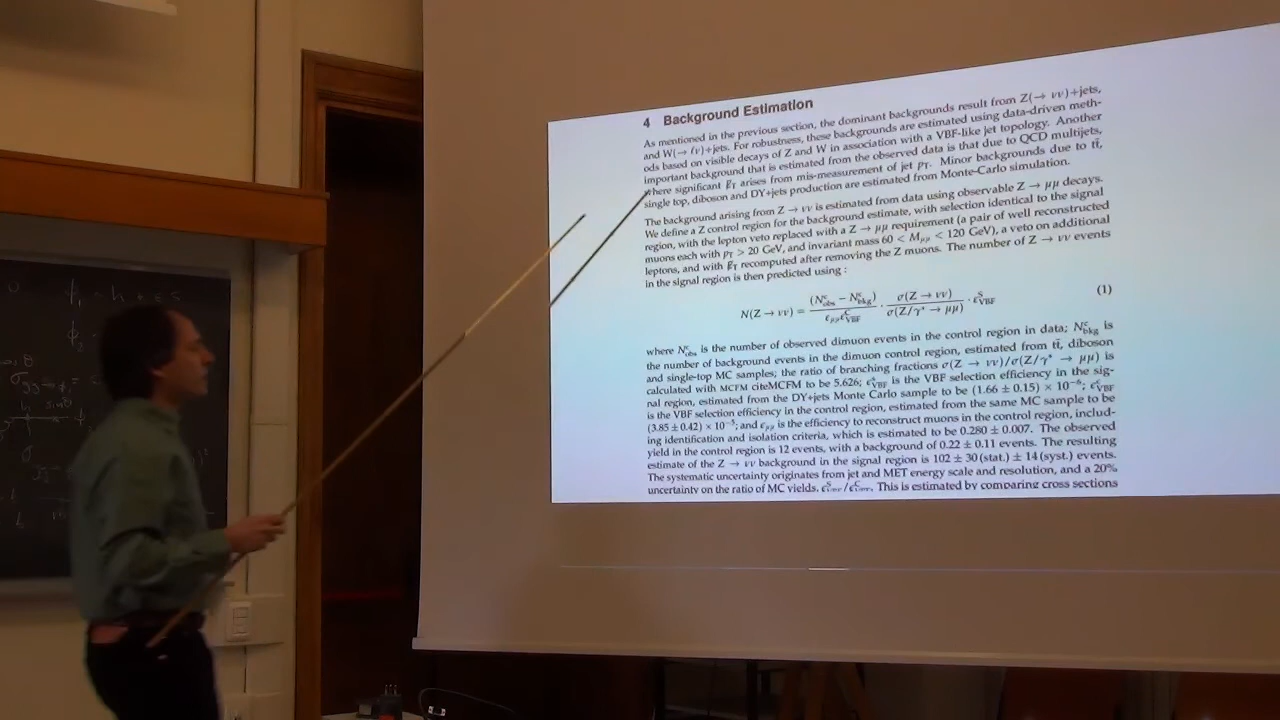 4 Background Estimation
As mentioned in the previous section, the dominant backgrounds result from Z(→ νν)+jets,
and W(→ ℓν)+jets. For robustness, these backgrounds are estimated using data-driven meth-
ods based on visible decays of Z and W in association with a VBF-like jet topology. Another
important background that is estimated from the observed data is that due to QCD multijets,
where significant E̸_T arises from mis-measurement of jet p_T. Minor backgrounds due to tt̄,
single top, diboson and DY+jets production are estimated from Monte-Carlo simulation.
The background arising from Z → νν is estimated from data using observable Z → μμ decays.
We define a Z control region for the background estimate, with selection identical to the signal
region, with the lepton veto replaced with a Z → μμ requirement (a pair of well reconstructed
muons each with p_T > 20 GeV, and invariant mass 60 < M_μμ < 120 GeV), a veto on additional
leptons, and with E̸_T recomputed after removing the Z muons. The number of Z → νν events
in the signal region is then predicted using :
N(Z → νν) = (N^c_obs − N^c_bkg) / (ε_μμ ε^C_VBF) · σ(Z → νν) / σ(Z/γ* → μμ) · ε^S_VBF (1)
where N^c_obs is the number of observed dimuon events in the control region in data; N^c_bkg is
the number of background events in the dimuon control region, estimated from tt̄, diboson
and single-top MC samples; the ratio of branching fractions σ(Z → νν)/σ(Z/γ* → μμ) is
calculated with MCFM citeMCFM to be 5.626; ε^S_VBF is the VBF selection efficiency in the sig-
nal region, estimated from the DY+jets Monte Carlo sample to be (1.66 ± 0.15) × 10⁻⁶; ε^C_VBF
is the VBF selection efficiency in the control region, estimated from the same MC sample to be
(3.85 ± 0.42) × 10⁻⁵; and ε_μμ is the efficiency to reconstruct muons in the control region, includ-
ing identification and isolation criteria, which is estimated to be 0.280 ± 0.007. The observed
yield in the control region is 12 events, with a background of 0.22 ± 0.11 events. The resulting
estimate of the Z → νν background in the signal region is 102 ± 30(stat.) ± 14(syst.) events.
The systematic uncertainty originates from jet and MET energy scale and resolution, and a 20%
uncertainty on the ratio of MC yields, ε^S_VBF/ε^C_VBF. This is estimated by comparing cross sections